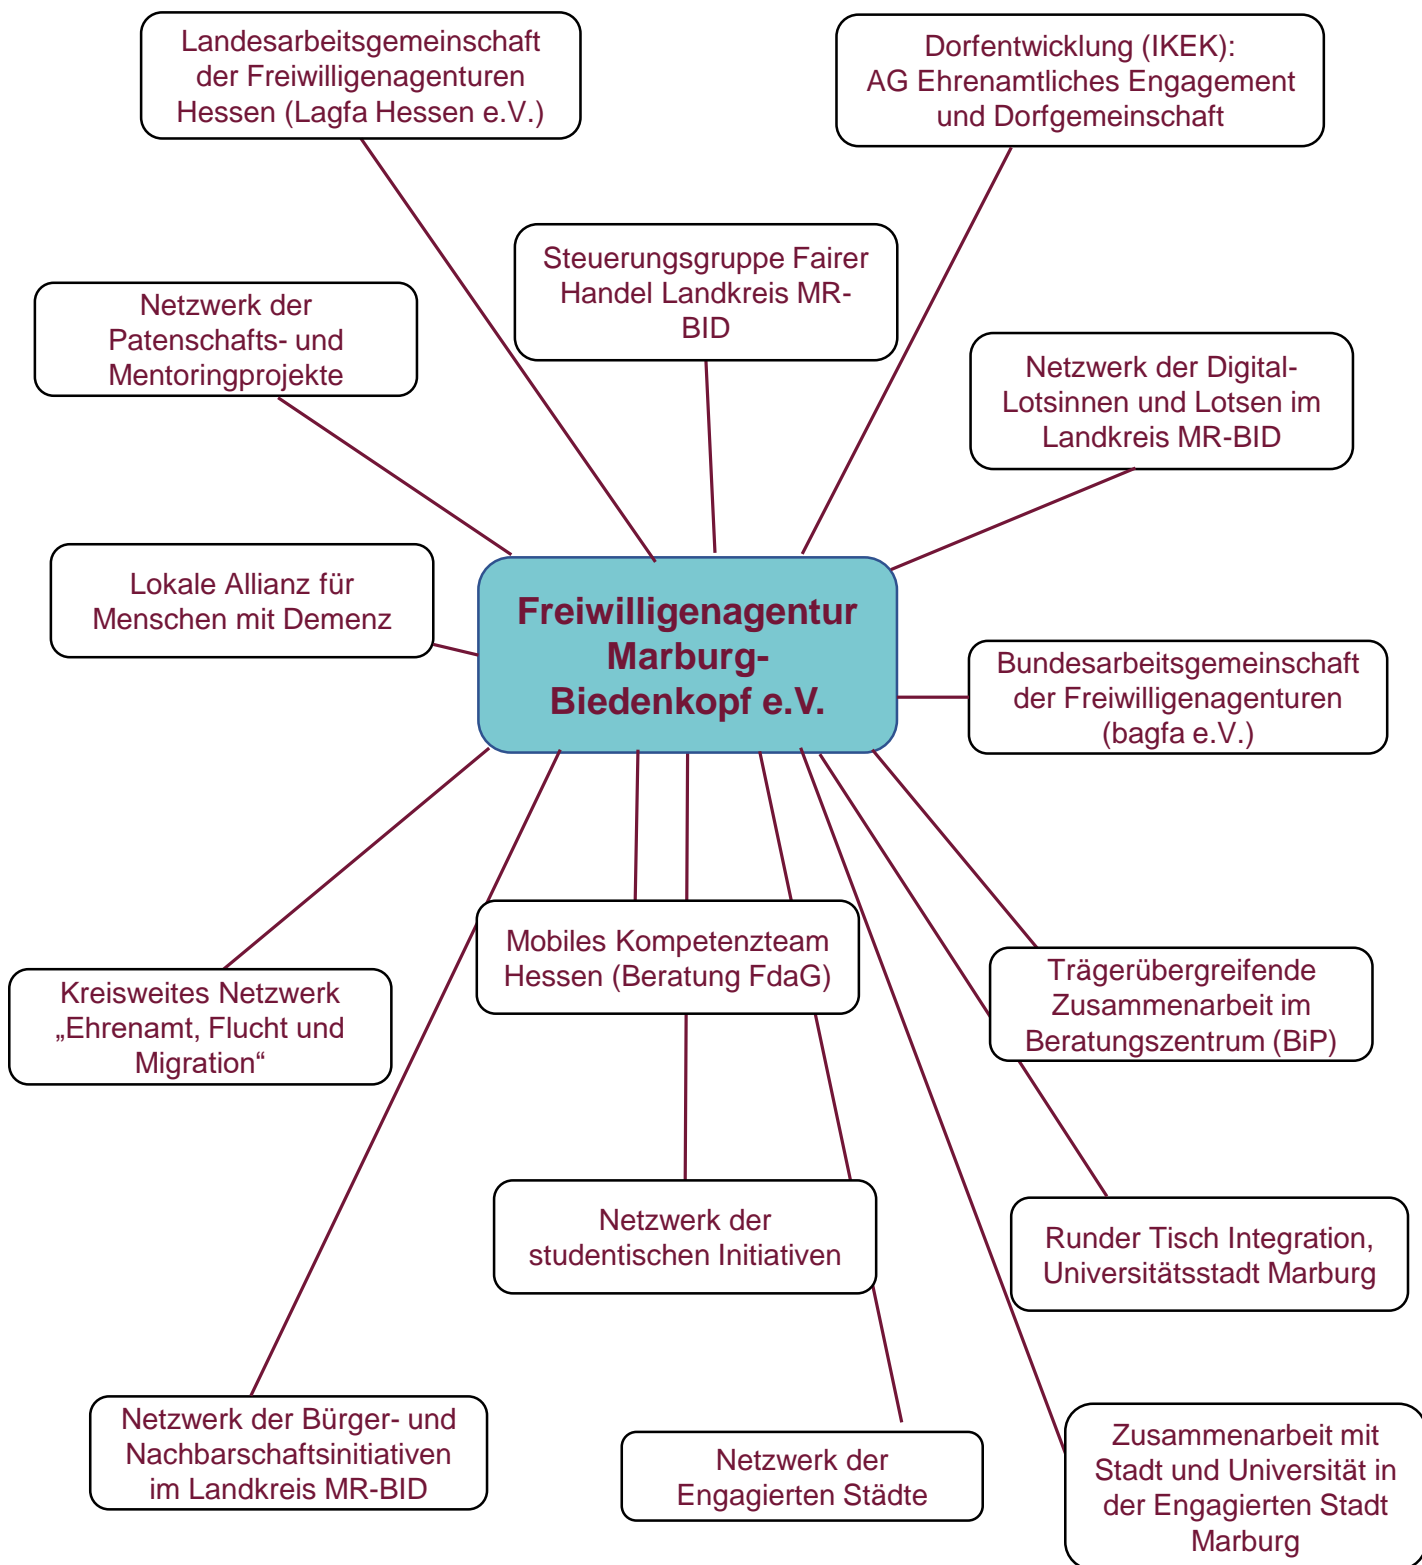 Landesarbeitsgemeinschaft
der Freiwilligenagenturen
Hessen (Lagfa Hessen e.V.)
Dorfentwicklung (IKEK):
AG Ehrenamtliches Engagement
und Dorfgemeinschaft
Steuerungsgruppe Fairer
Handel Landkreis MR-
BID
Netzwerk der
Patenschafts- und
Mentoringprojekte
Netzwerk der Digital-
Lotsinnen und Lotsen im
Landkreis MR-BID
Lokale Allianz für
Menschen mit Demenz
Freiwilligenagentur
Marburg-
Biedenkopf e.V.
Bundesarbeitsgemeinschaft
der Freiwilligenagenturen
(bagfa e.V.)
Mobiles Kompetenzteam
Hessen (Beratung FdaG)
Kreisweites Netzwerk
„Ehrenamt, Flucht und
Migration“
Trägerübergreifende
Zusammenarbeit im
Beratungszentrum (BiP)
Netzwerk der
studentischen Initiativen
Runder Tisch Integration,
Universitätsstadt Marburg
Netzwerk der Bürger- und
Nachbarschaftsinitiativen
im Landkreis MR-BID
Netzwerk der
Engagierten Städte
Zusammenarbeit mit
Stadt und Universität in
der Engagierten Stadt
Marburg